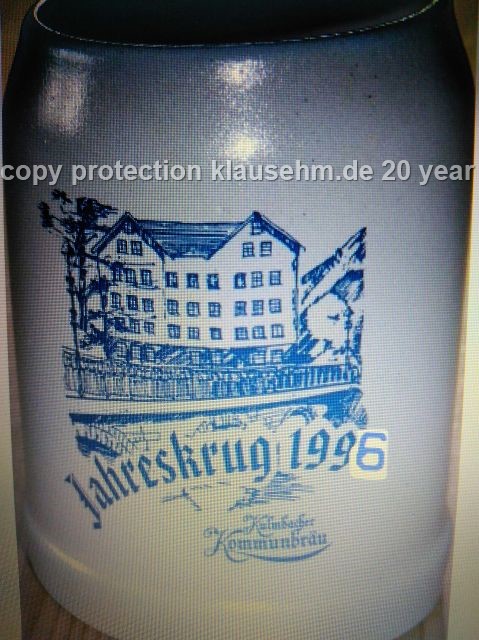 copy protection klausehm.de 20 year
Jahreskrug 1996
Kulmbacher
Kommunbräu